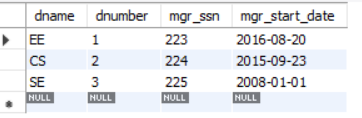 dname dnumber mgr_ssn mgr_start_date
EE 1 223 2016-08-20
CS 2 224 2015-09-23
SE 3 225 2008-01-01
NULL NULL NULL NULL